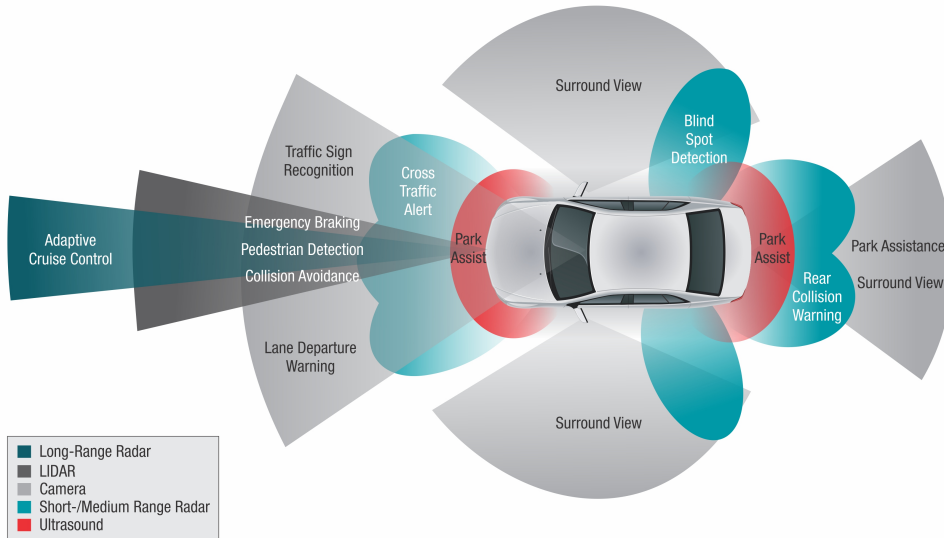 Surround View
Blind
Spot
Detection
Traffic Sign
Recognition
Cross
Traffic
Alert
Adaptive
Cruise Control
Emergency Braking
Pedestrian Detection
Collision Avoidance
Park
Assist
Park
Assist
Park Assistance
Surround View
Rear
Collision
Warning
Lane Departure
Warning
Surround View
Long-Range Radar
LIDAR
Camera
Short-/Medium Range Radar
Ultrasound